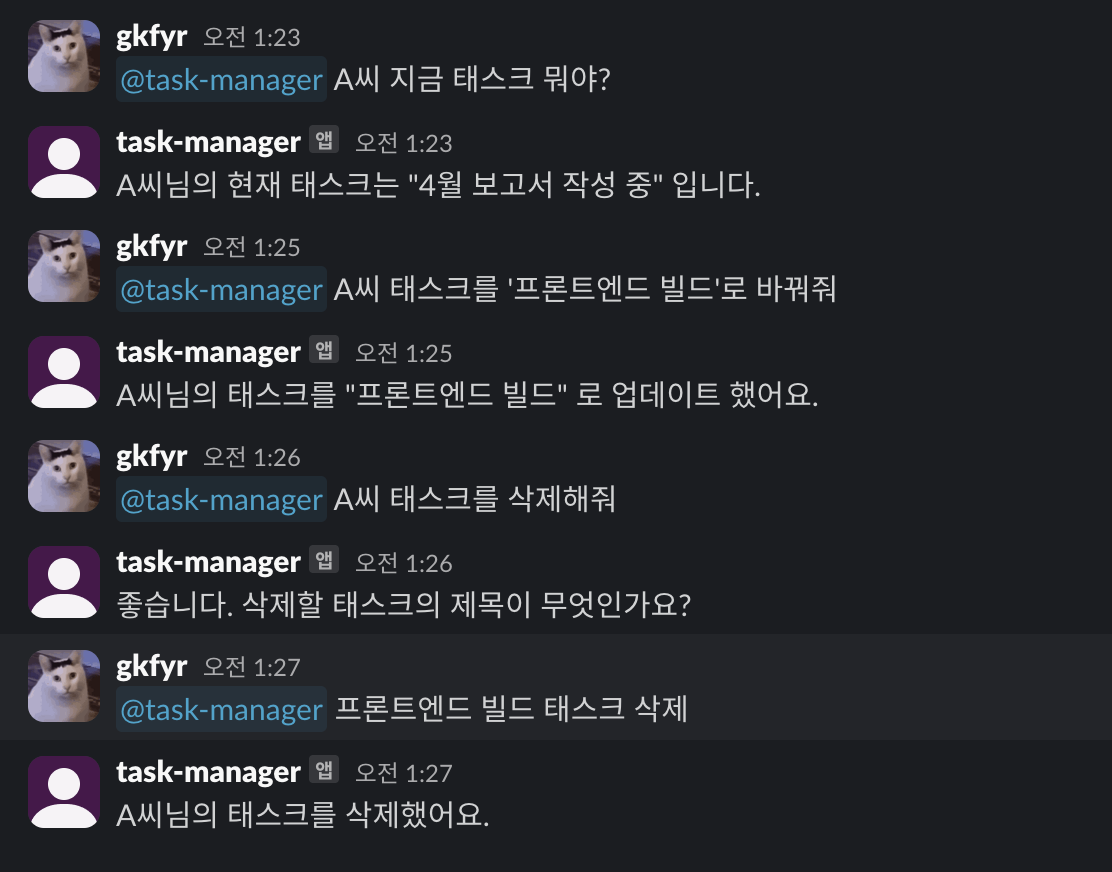 gkfyr 오전 1:23
@task-manager A씨 지금 태스크 뭐야?
task-manager 앱 오전 1:23
A씨님의 현재 태스크는 "4월 보고서 작성 중" 입니다.
gkfyr 오전 1:25
@task-manager A씨 태스크를 '프론트엔드 빌드'로 바꿔줘
task-manager 앱 오전 1:25
A씨님의 태스크를 "프론트엔드 빌드" 로 업데이트 했어요.
gkfyr 오전 1:26
@task-manager A씨 태스크를 삭제해줘
task-manager 앱 오전 1:26
좋습니다. 삭제할 태스크의 제목이 무엇인가요?
gkfyr 오전 1:27
@task-manager 프론트엔드 빌드 태스크 삭제
task-manager 앱 오전 1:27
A씨님의 태스크를 삭제했어요.